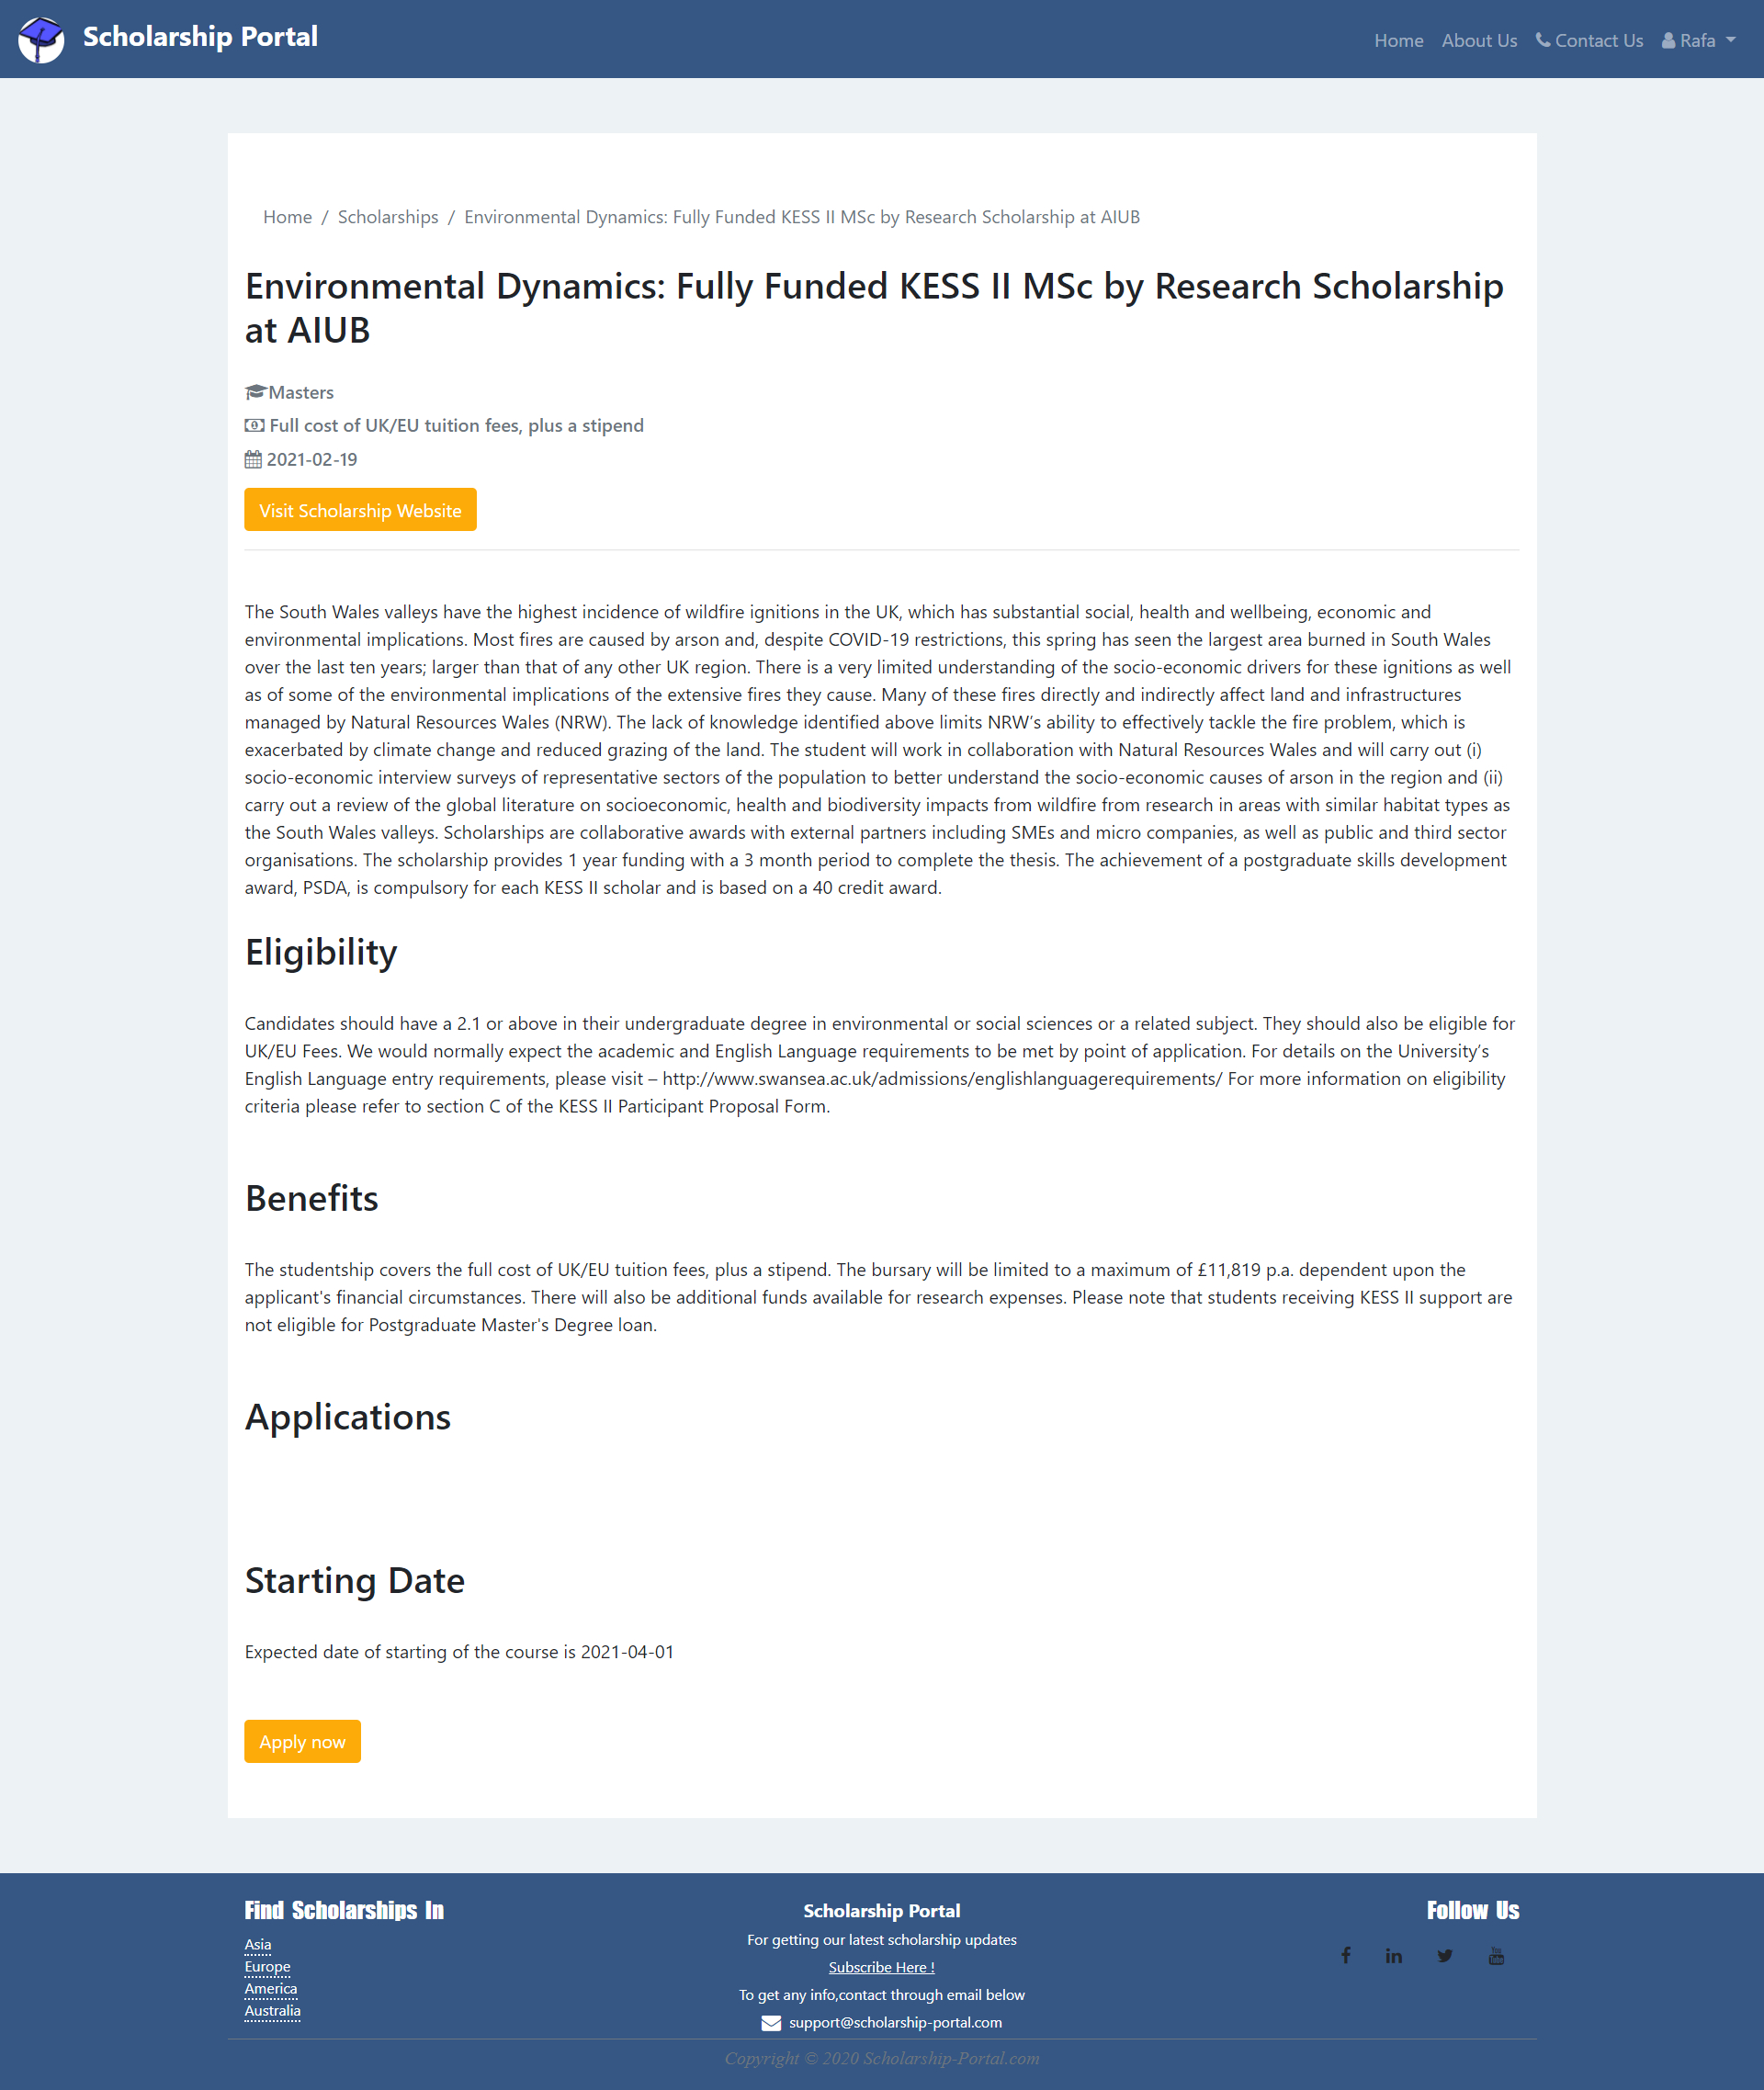 Scholarship Portal
Home About Us Contact Us Rafa
Home / Scholarships / Environmental Dynamics: Fully Funded KESS II MSc by Research Scholarship at AIUB
Environmental Dynamics: Fully Funded KESS II MSc by Research Scholarship
at AIUB
Masters
Full cost of UK/EU tuition fees, plus a stipend
2021-02-19
Visit Scholarship Website
The South Wales valleys have the highest incidence of wildfire ignitions in the UK, which has substantial social, health and wellbeing, economic and
environmental implications. Most fires are caused by arson and, despite COVID-19 restrictions, this spring has seen the largest area burned in South Wales
over the last ten years; larger than that of any other UK region. There is a very limited understanding of the socio-economic drivers for these ignitions as well
as of some of the environmental implications of the extensive fires they cause. Many of these fires directly and indirectly affect land and infrastructures
managed by Natural Resources Wales (NRW). The lack of knowledge identified above limits NRW’s ability to effectively tackle the fire problem, which is
exacerbated by climate change and reduced grazing of the land. The student will work in collaboration with Natural Resources Wales and will carry out (i)
socio-economic interview surveys of representative sectors of the population to better understand the socio-economic causes of arson in the region and (ii)
carry out a review of the global literature on socioeconomic, health and biodiversity impacts from wildfire from research in areas with similar habitat types as
the South Wales valleys. Scholarships are collaborative awards with external partners including SMEs and micro companies, as well as public and third sector
organisations. The scholarship provides 1 year funding with a 3 month period to complete the thesis. The achievement of a postgraduate skills development
award, PSDA, is compulsory for each KESS II scholar and is based on a 40 credit award.
Eligibility
Candidates should have a 2.1 or above in their undergraduate degree in environmental or social sciences or a related subject. They should also be eligible for
UK/EU Fees. We would normally expect the academic and English Language requirements to be met by point of application. For details on the University’s
English Language entry requirements, please visit – http://www.swansea.ac.uk/admissions/englishlanguagerequirements/ For more information on eligibility
criteria please refer to section C of the KESS II Participant Proposal Form.
Benefits
The studentship covers the full cost of UK/EU tuition fees, plus a stipend. The bursary will be limited to a maximum of £11,819 p.a. dependent upon the
applicant's financial circumstances. There will also be additional funds available for research expenses. Please note that students receiving KESS II support are
not eligible for Postgraduate Master's Degree loan.
Applications
Starting Date
Expected date of starting of the course is 2021-04-01
Apply now
Find Scholarships In
Asia
Europe
America
Australia
Scholarship Portal
For getting our latest scholarship updates
Subscribe Here !
To get any info,contact through email below
support@scholarship-portal.com
Follow Us
Copyright © 2020 Scholarship-Portal.com